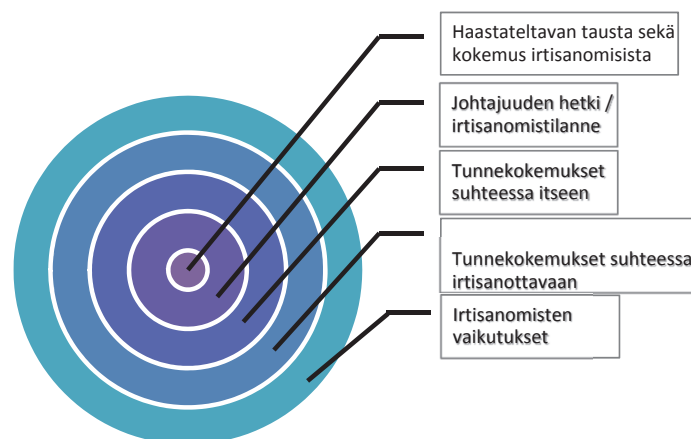 Haastateltavan tausta sekä
kokemus irtisanomisista
Johtajuuden hetki /
irtisanomistilanne
Tunnekokemukset
suhteessa itseen
Tunnekokemukset suhteessa
irtisanottavaan
Irtisanomisten
vaikutukset